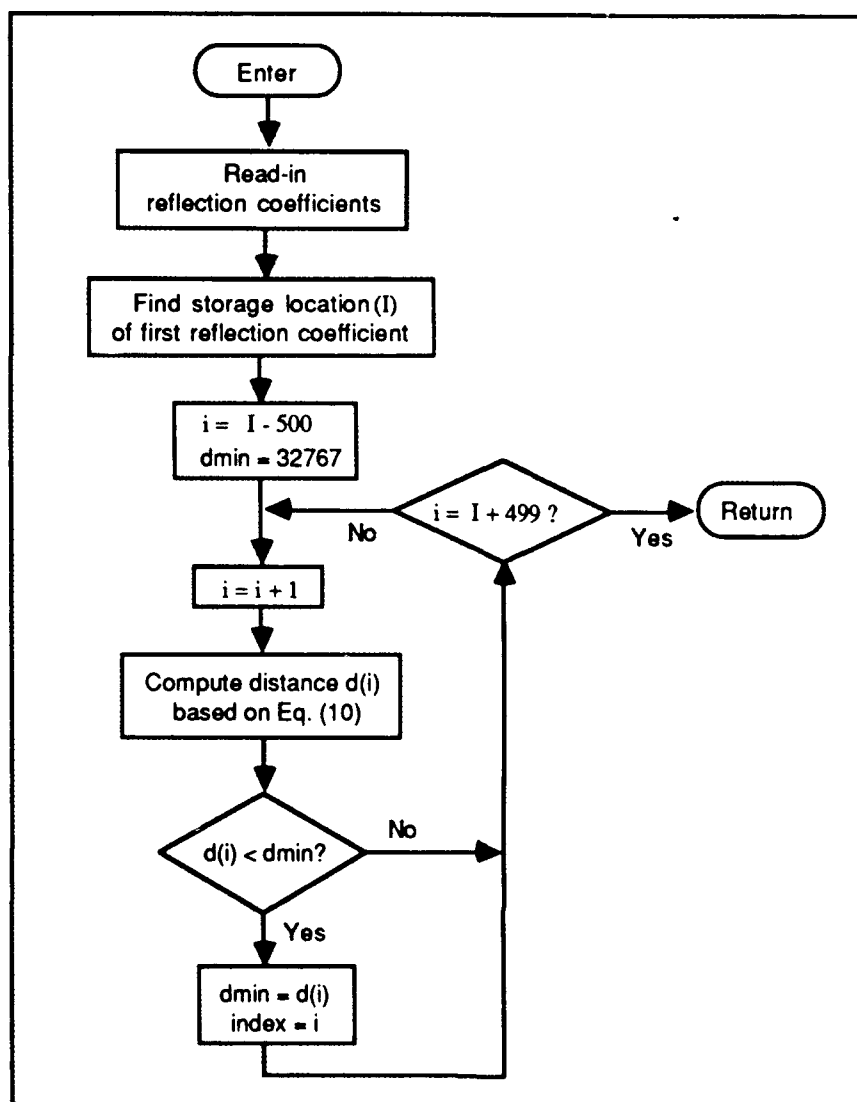 Enter
Read-in
reflection coefficients
Find storage location (I)
of first reflection coefficient
i = I - 500
dmin = 32767
i = I + 499 ?
No
Yes
Return
i = i + 1
Compute distance d(i)
based on Eq. (10)
d(i) < dmin?
No
Yes
dmin = d(i)
index = i